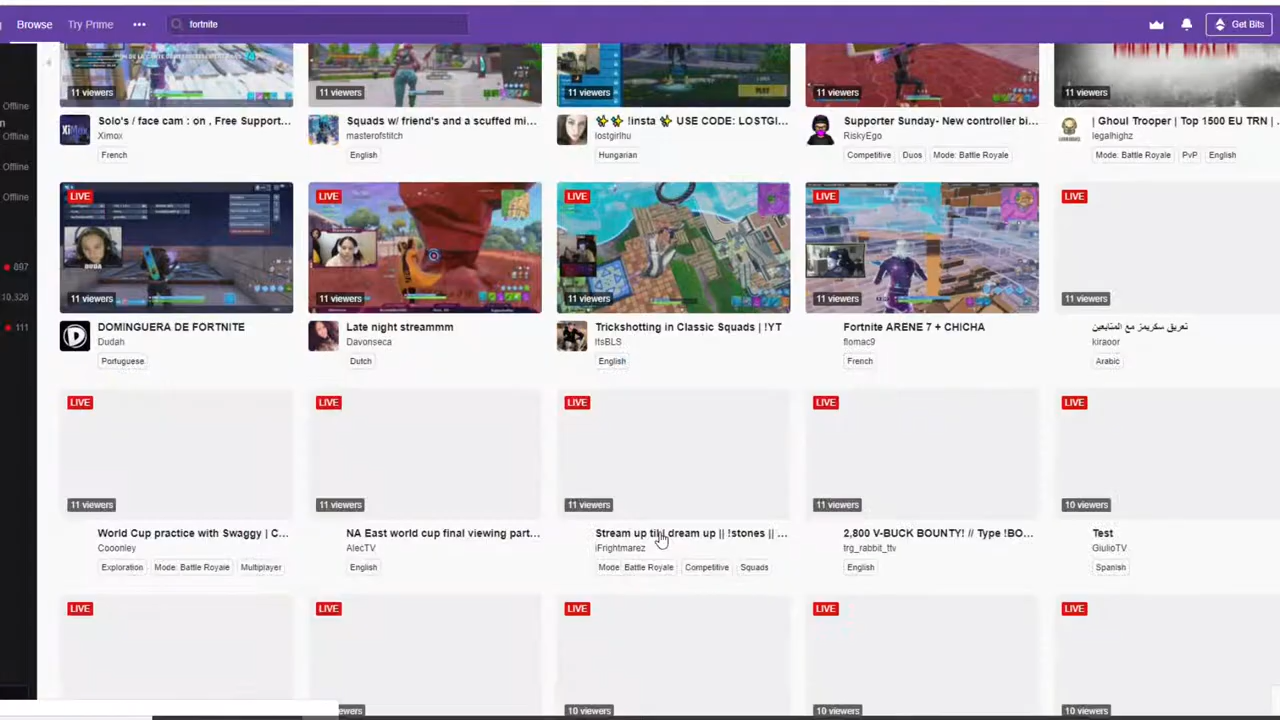 Browse Try Prime ••• fortnite Get Bits
11 viewers 11 viewers 11 viewers 11 viewers 11 viewers
Offline
Solo's / face cam : on , Free Support... Squads w/ friend's and a scuffed mi... ✨✨ !insta ✨ USE CODE: LOSTGI... Supporter Sunday- New controller bi... | Ghoul Trooper | Top 1500 EU TRN | .
Ximox masterofstitch lostgirlhu RiskyEgo legalhighz
Offline
French English Hungarian Competitive Duos Mode: Battle Royale Mode: Battle Royale PvP English
Offline
Offline
LIVE LIVE LIVE LIVE LIVE
897
10,326
11 viewers 11 viewers 11 viewers 11 viewers 11 viewers
111
DOMINGUERA DE FORTNITE Late night streammm Trickshotting in Classic Squads | !YT Fortnite ARENE 7 + CHICHA تعريق سكريمز مع المتابعين
Dudah Davonseca ItsBLS flomac9 kiraoor
Portuguese Dutch English French Arabic
LIVE LIVE LIVE LIVE LIVE
11 viewers 11 viewers 11 viewers 11 viewers 10 viewers
World Cup practice with Swaggy | C... NA East world cup final viewing part... Stream up till dream up || !stones || ... 2,800 V-BUCK BOUNTY! // Type !BO... Test
Cooonley AlecTV iFrightmarez trg_rabbit_ttv GiulioTV
Exploration Mode: Battle Royale Multiplayer English Mode: Battle Royale Competitive Squads English Spanish
LIVE LIVE LIVE LIVE LIVE
viewers 10 viewers 10 viewers 10 viewers